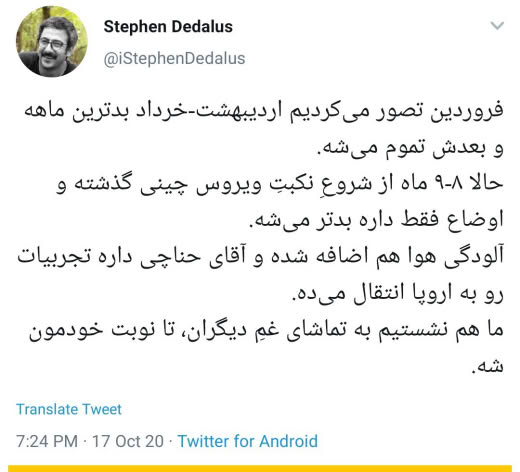 Stephen Dedalus
@iStephenDedalus
فروردین تصور می‌کردیم اردیبهشت-خرداد بدترین ماهه
و بعدش تموم می‌شه.
حالا ۸-۹ ماه از شروعِ نکبتِ ویروس چینی گذشته و
اوضاع فقط داره بدتر می‌شه.
آلودگی هوا هم اضافه شده و آقای حناچی داره تجربیات
رو به اروپا انتقال می‌ده.
ما هم نشستیم به تماشای غمِ دیگران، تا نوبت خودمون
شه.
Translate Tweet
7:24 PM · 17 Oct 20 · Twitter for Android